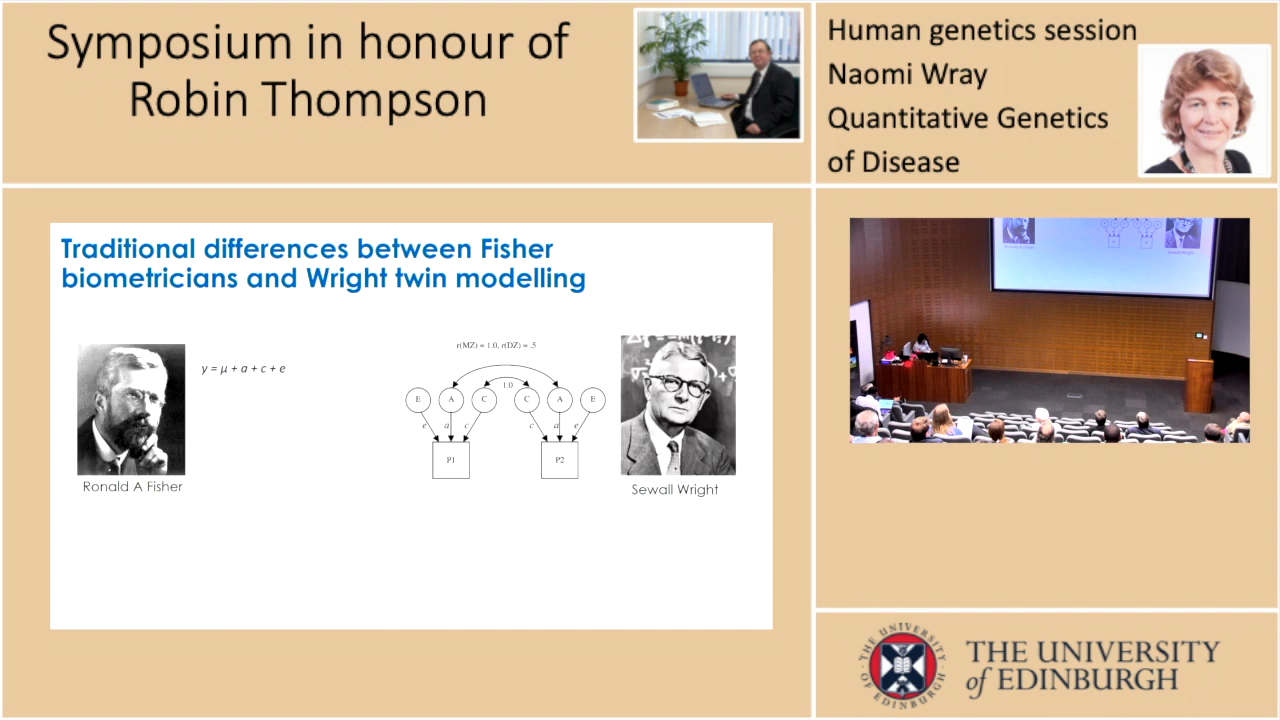 Symposium in honour of
Robin Thompson
Human genetics session
Naomi Wray
Quantitative Genetics
of Disease
Traditional differences between Fisher
biometricians and Wright twin modelling
y = μ + a + c + e
Ronald A Fisher
r(MZ) = 1.0, r(DZ) = .5
1.0
E A C C A E
e a c c a e
P1 P2
Sewall Wright
THE UNIVERSITY
of EDINBURGH